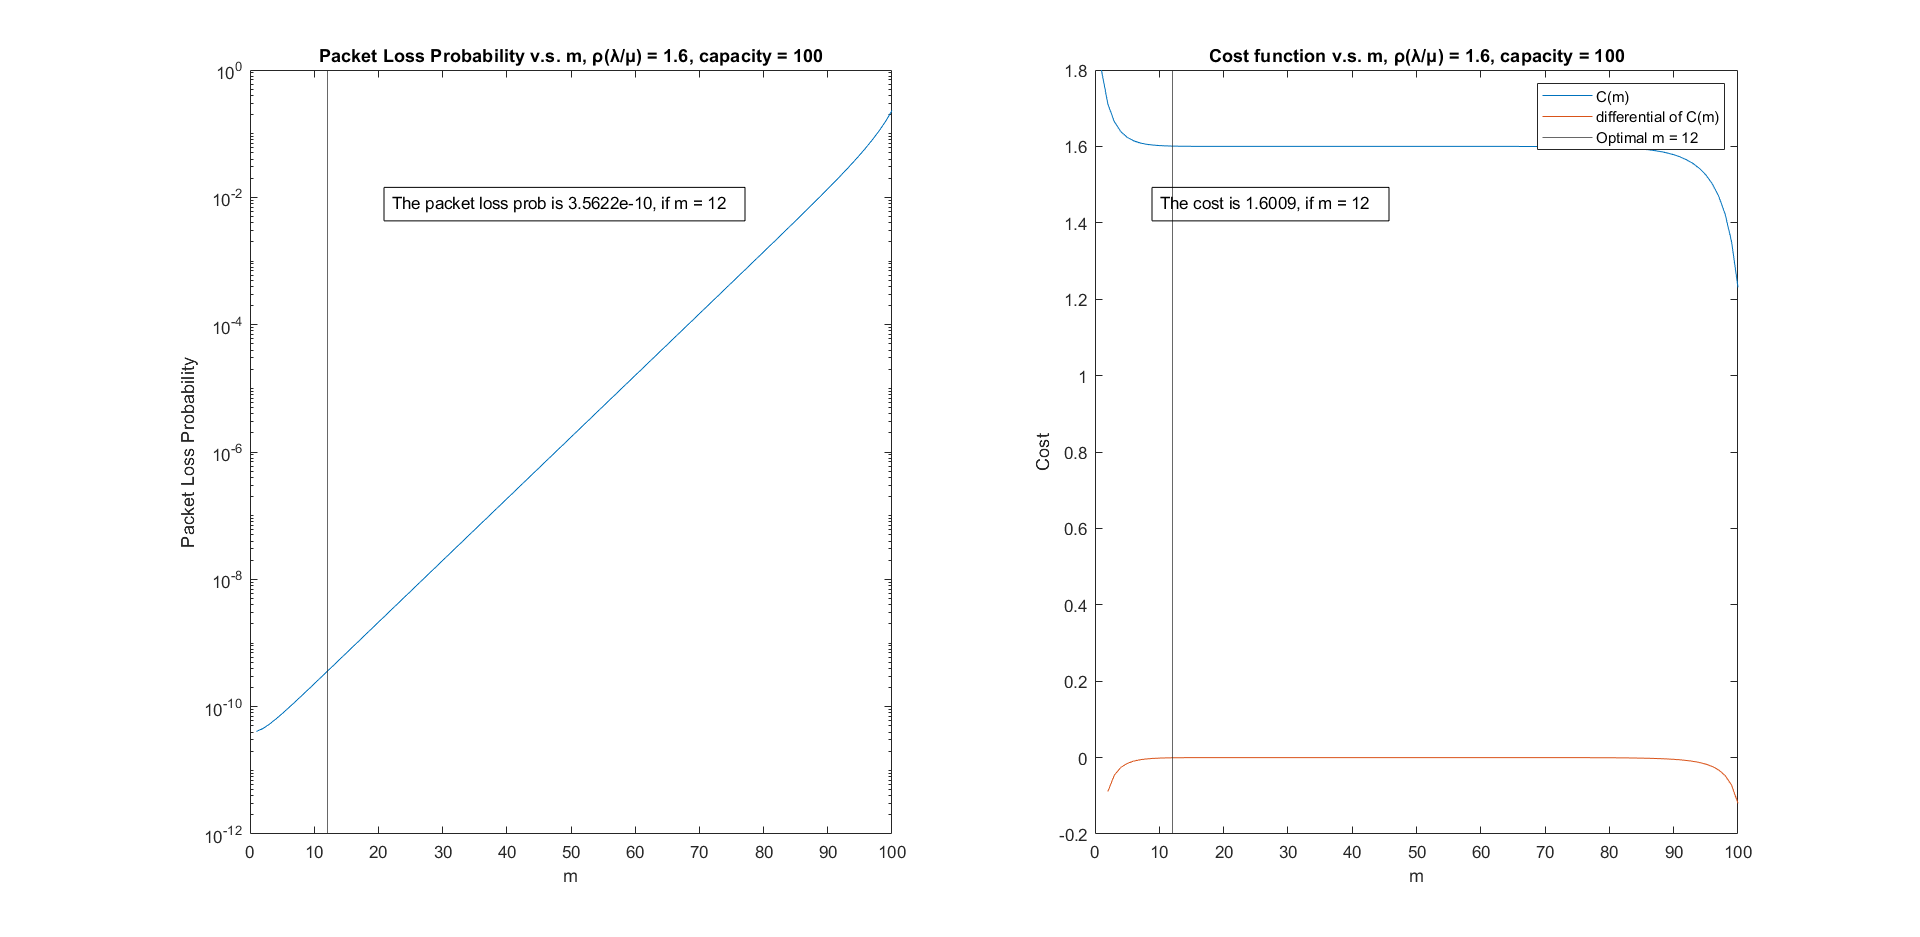 Packet Loss Probability v.s. m, ρ(λ/μ) = 1.6, capacity = 100
10^0
10^-2
10^-4
10^-6
10^-8
10^-10
10^-12
Packet Loss Probability
The packet loss prob is 3.5622e-10, if m = 12
0 10 20 30 40 50 60 70 80 90 100
m
Cost function v.s. m, ρ(λ/μ) = 1.6, capacity = 100
1.8
1.6
1.4
1.2
1
0.8
0.6
0.4
0.2
0
-0.2
Cost
C(m)
differential of C(m)
Optimal m = 12
The cost is 1.6009, if m = 12
0 10 20 30 40 50 60 70 80 90 100
m